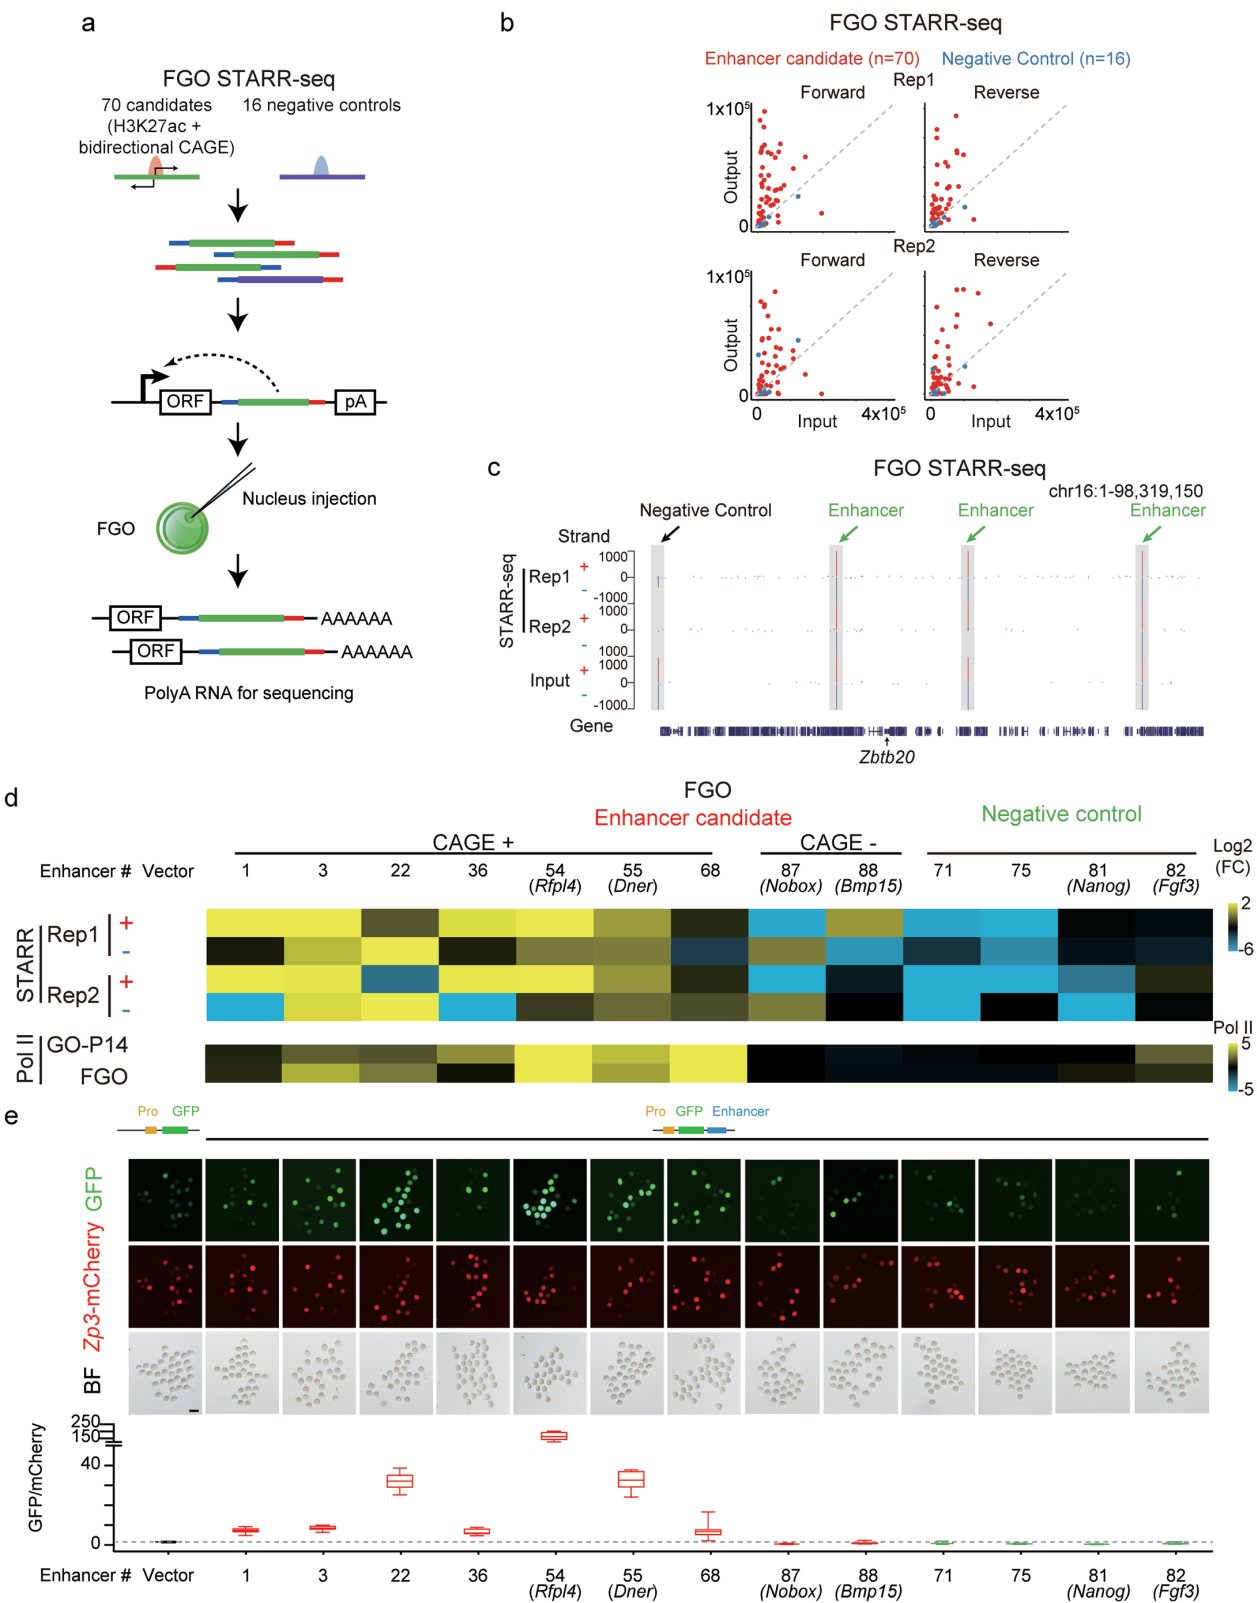 a
FGO STARR-seq
70 candidates
(H3K27ac +
bidirectional CAGE)
16 negative controls
ORF
pA
Nucleus injection
FGO
ORF
AAAAAA
ORF
AAAAAA
PolyA RNA for sequencing
b
FGO STARR-seq
Enhancer candidate (n=70)
Negative Control (n=16)
Rep1
Forward
Reverse
1x10⁵
Output
0
Rep2
Forward
Reverse
1x10⁵
Output
0
0
4x10⁵
0
4x10⁵
Input
c
FGO STARR-seq
chr16:1-98,319,150
Negative Control
Enhancer
Enhancer
Enhancer
Strand
STARR-seq
Rep1
+
-
1000
0
-1000
Rep2
+
-
1000
0
1000
Input
+
-
1000
0
-1000
Gene
Zbtb20
d
FGO
Enhancer candidate
Negative control
CAGE +
CAGE -
Log2
(FC)
Enhancer # Vector 1 3 22 36 54 55 68 87 88 71 75 81 82
(Rfpl4) (Dner) (Nobox) (Bmp15) (Nanog) (Fgf3)
STARR
Rep1
+
-
Rep2
+
-
2
-6
Pol II
GO-P14
FGO
Pol II
5
-5
e
Pro GFP
Pro GFP Enhancer
GFP
Zp3-mCherry
BF
GFP/mCherry
250
150
40
0
Enhancer # Vector 1 3 22 36 54 55 68 87 88 71 75 81 82
(Rfpl4) (Dner) (Nobox) (Bmp15) (Nanog) (Fgf3)